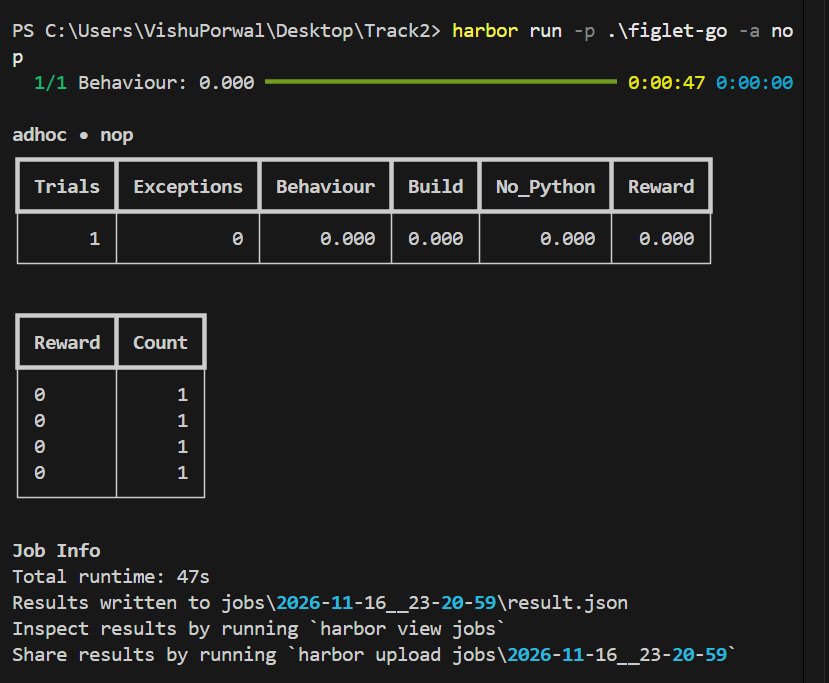 PS C:\Users\VishuPorwal\Desktop\Track2> harbor run -p .\figlet-go -a no
p
1/1 Behaviour: 0.000 0:00:47 0:00:00
adhoc • nop
Trials Exceptions Behaviour Build No_Python Reward
1 0 0.000 0.000 0.000 0.000
Reward Count
0 1
0 1
0 1
0 1
Job Info
Total runtime: 47s
Results written to jobs\2026-11-16__23-20-59\result.json
Inspect results by running `harbor view jobs`
Share results by running `harbor upload jobs\2026-11-16__23-20-59`